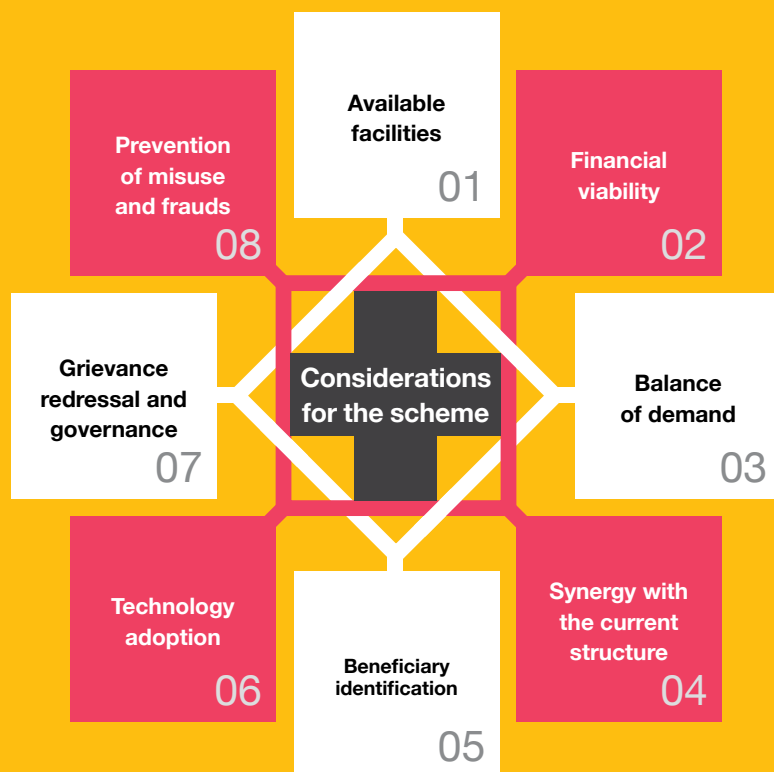 Considerations
for the scheme
Available
facilities
01
Financial
viability
02
Balance
of demand
03
Synergy with
the current
structure
04
Beneficiary
identification
05
Technology
adoption
06
Grievance
redressal and
governance
07
Prevention
of misuse
and frauds
08